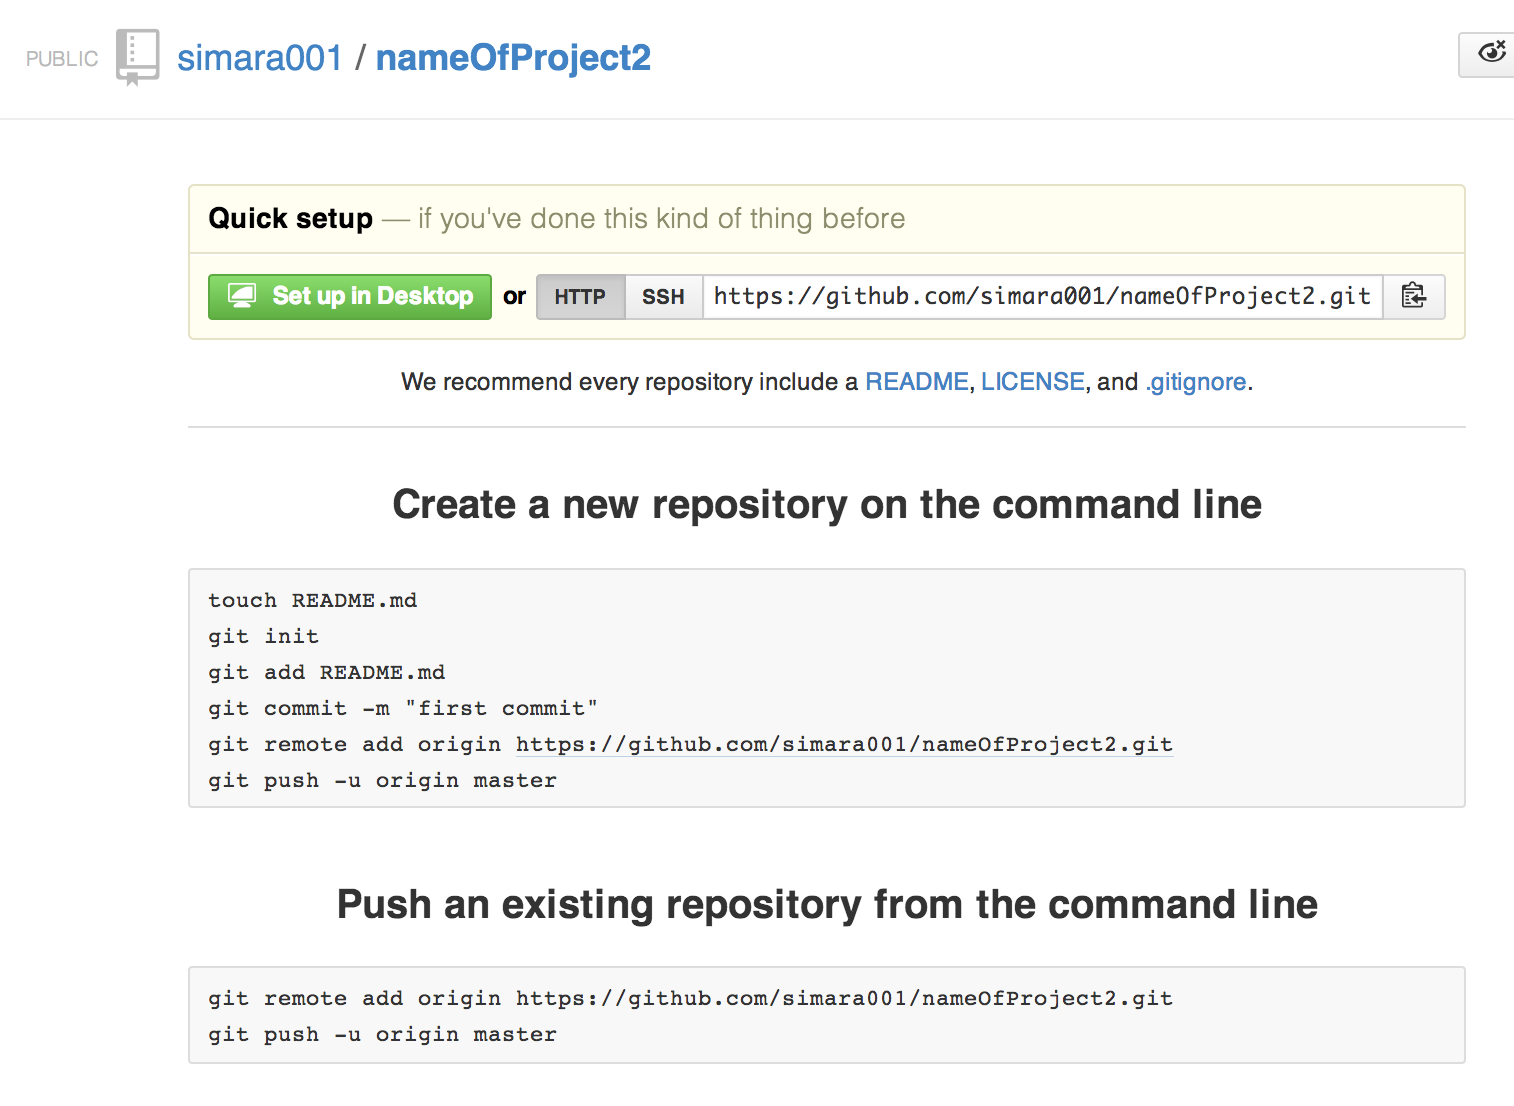 PUBLIC simara001 / nameOfProject2
Quick setup — if you've done this kind of thing before
Set up in Desktop or HTTP SSH https://github.com/simara001/nameOfProject2.git
We recommend every repository include a README, LICENSE, and .gitignore.
Create a new repository on the command line
touch README.md
git init
git add README.md
git commit -m "first commit"
git remote add origin https://github.com/simara001/nameOfProject2.git
git push -u origin master
Push an existing repository from the command line
git remote add origin https://github.com/simara001/nameOfProject2.git
git push -u origin master